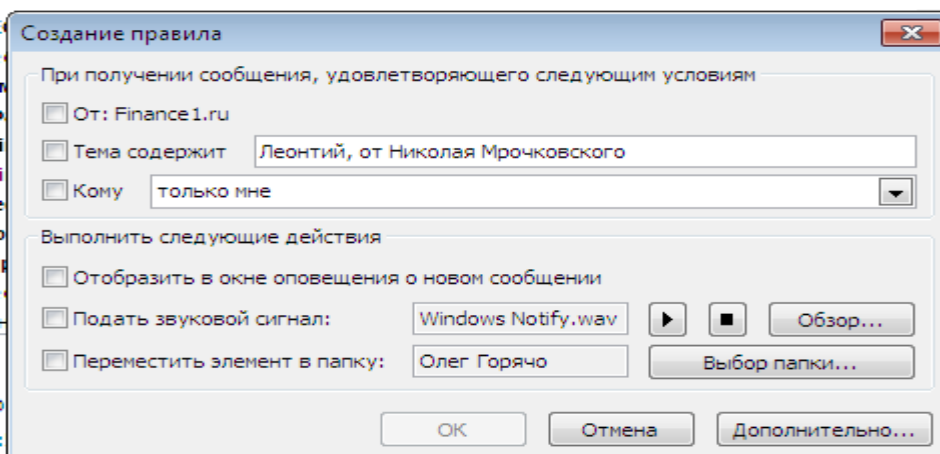 Создание правила
При получении сообщения, удовлетворяющего следующим условиям
От: Finance1.ru
Тема содержит Леонтий, от Николая Мрочковского
Кому только мне
Выполнить следующие действия
Отобразить в окне оповещения о новом сообщении
Подать звуковой сигнал: Windows Notify.wav Обзор...
Переместить элемент в папку: Олег Горячо Выбор папки...
ОК Отмена Дополнительно...